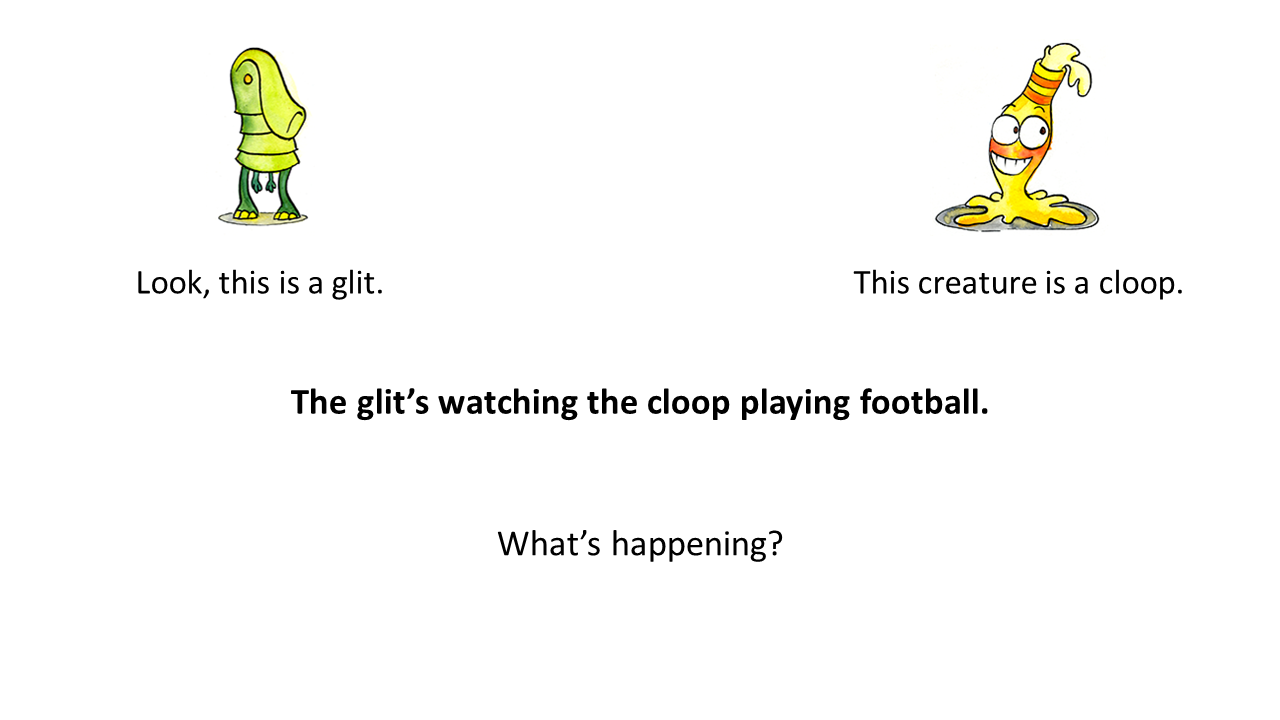 Look, this is a glit.
This creature is a cloop.
The glit’s watching the cloop playing football.
What’s happening?